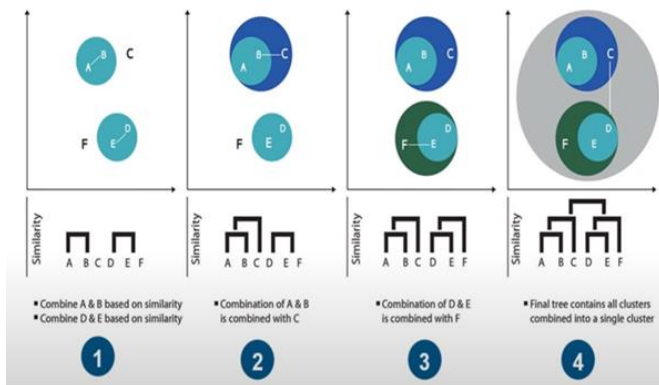 A B C
F E D
A B C
F E D
A B C
F E D
A B C
F E D
Similarity
A B C D E F
Similarity
A B C D E F
Similarity
A B C D E F
Similarity
A B C D E F
▪ Combine A & B based on similarity
▪ Combine D & E based on similarity
▪ Combination of A & B
is combined with C
▪ Combination of D & E
is combined with F
▪ Final tree contains all clusters
combined into a single cluster
1
2
3
4